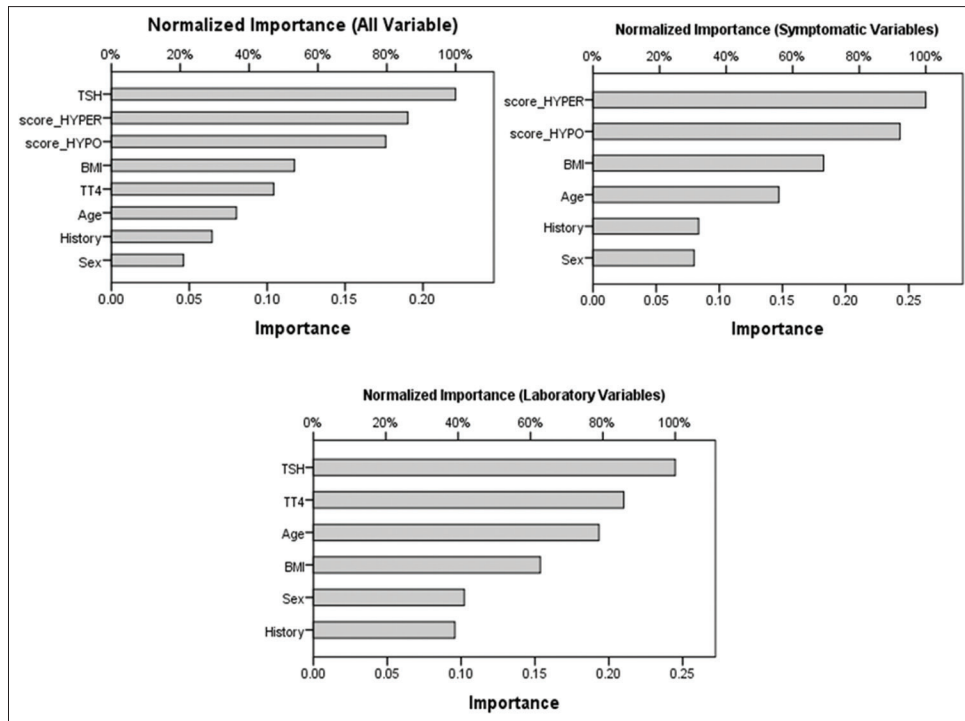 Normalized Importance (All Variable)
0% 20% 40% 60% 80% 100%
TSH
score_HYPER
score_HYPO
BMI
TT4
Age
History
Sex
0.00 0.05 0.10 0.15 0.20
Importance
Normalized Importance (Symptomatic Variables)
0% 20% 40% 60% 80% 100%
score_HYPER
score_HYPO
BMI
Age
History
Sex
0.00 0.05 0.10 0.15 0.20 0.25
Importance
Normalized Importance (Laboratory Variables)
0% 20% 40% 60% 80% 100%
TSH
TT4
Age
BMI
Sex
History
0.00 0.05 0.10 0.15 0.20 0.25
Importance